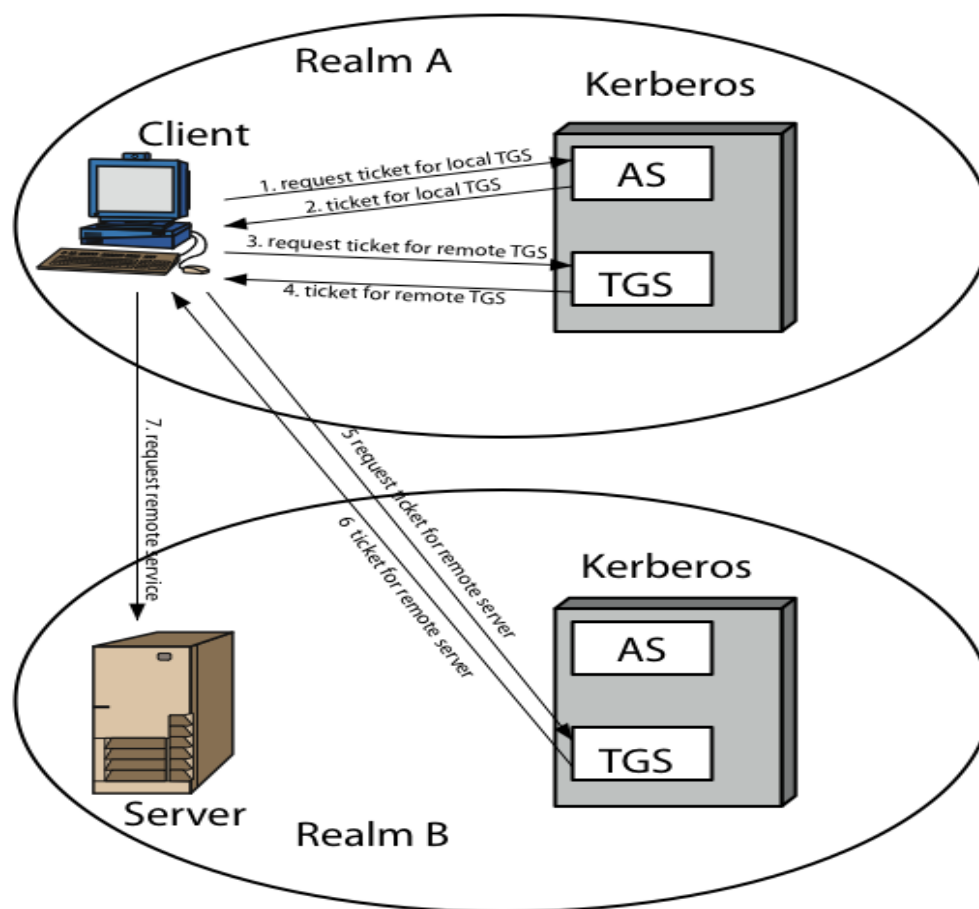 Realm A
Kerberos
Client
1. request ticket for local TGS
AS
2. ticket for local TGS
3. request ticket for remote TGS
TGS
4. ticket for remote TGS
7. request remote service
5 request ticket for remote server
6 ticket for remote server
Kerberos
AS
TGS
Server
Realm B